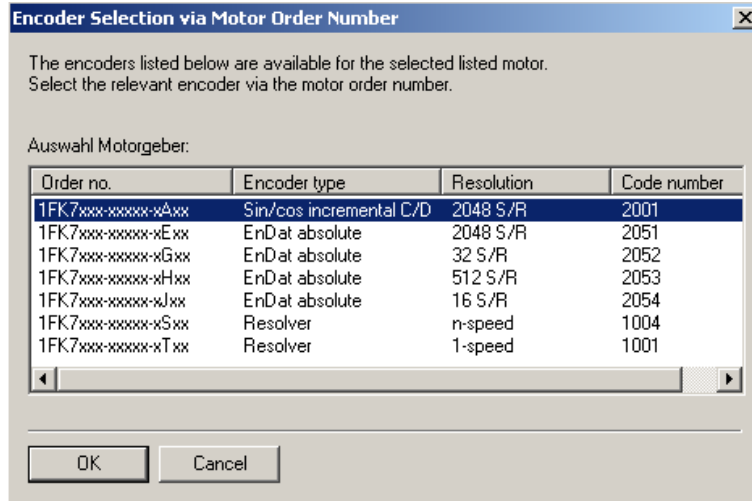 Encoder Selection via Motor Order Number
The encoders listed below are available for the selected listed motor.
Select the relevant encoder via the motor order number.
Auswahl Motorgeber:
Order no. Encoder type Resolution Code number
1FK7xxx-xxxxx-xAxx Sin/cos incremental C/D 2048 S/R 2001
1FK7xxx-xxxxx-xExx EnDat absolute 2048 S/R 2051
1FK7xxx-xxxxx-xGxx EnDat absolute 32 S/R 2052
1FK7xxx-xxxxx-xHxx EnDat absolute 512 S/R 2053
1FK7xxx-xxxxx-xJxx EnDat absolute 16 S/R 2054
1FK7xxx-xxxxx-xSxx Resolver n-speed 1004
1FK7xxx-xxxxx-xTxx Resolver 1-speed 1001
OK Cancel